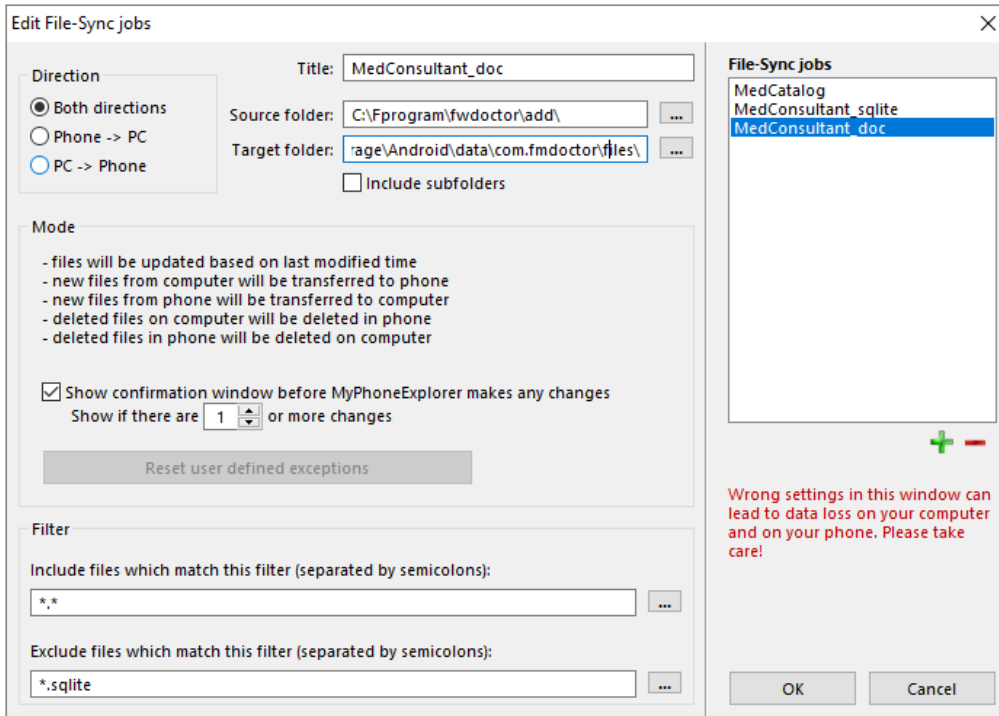 Edit File-Sync jobs
Direction
Both directions
Phone -> PC
PC -> Phone
Title: MedConsultant_doc
Source folder: C:\Fprogram\fwdoctor\add\ ...
Target folder: rage\Android\data\com.fmdoctor\files\ ...
Include subfolders
Mode
- files will be updated based on last modified time
- new files from computer will be transferred to phone
- new files from phone will be transferred to computer
- deleted files on computer will be deleted in phone
- deleted files in phone will be deleted on computer
Show confirmation window before MyPhoneExplorer makes any changes
Show if there are 1 or more changes
Reset user defined exceptions
Filter
Include files which match this filter (separated by semicolons):
*.* ...
Exclude files which match this filter (separated by semicolons):
*.sqlite ...
File-Sync jobs
MedCatalog
MedConsultant_sqlite
MedConsultant_doc
Wrong settings in this window can
lead to data loss on your computer
and on your phone. Please take
care!
OK Cancel